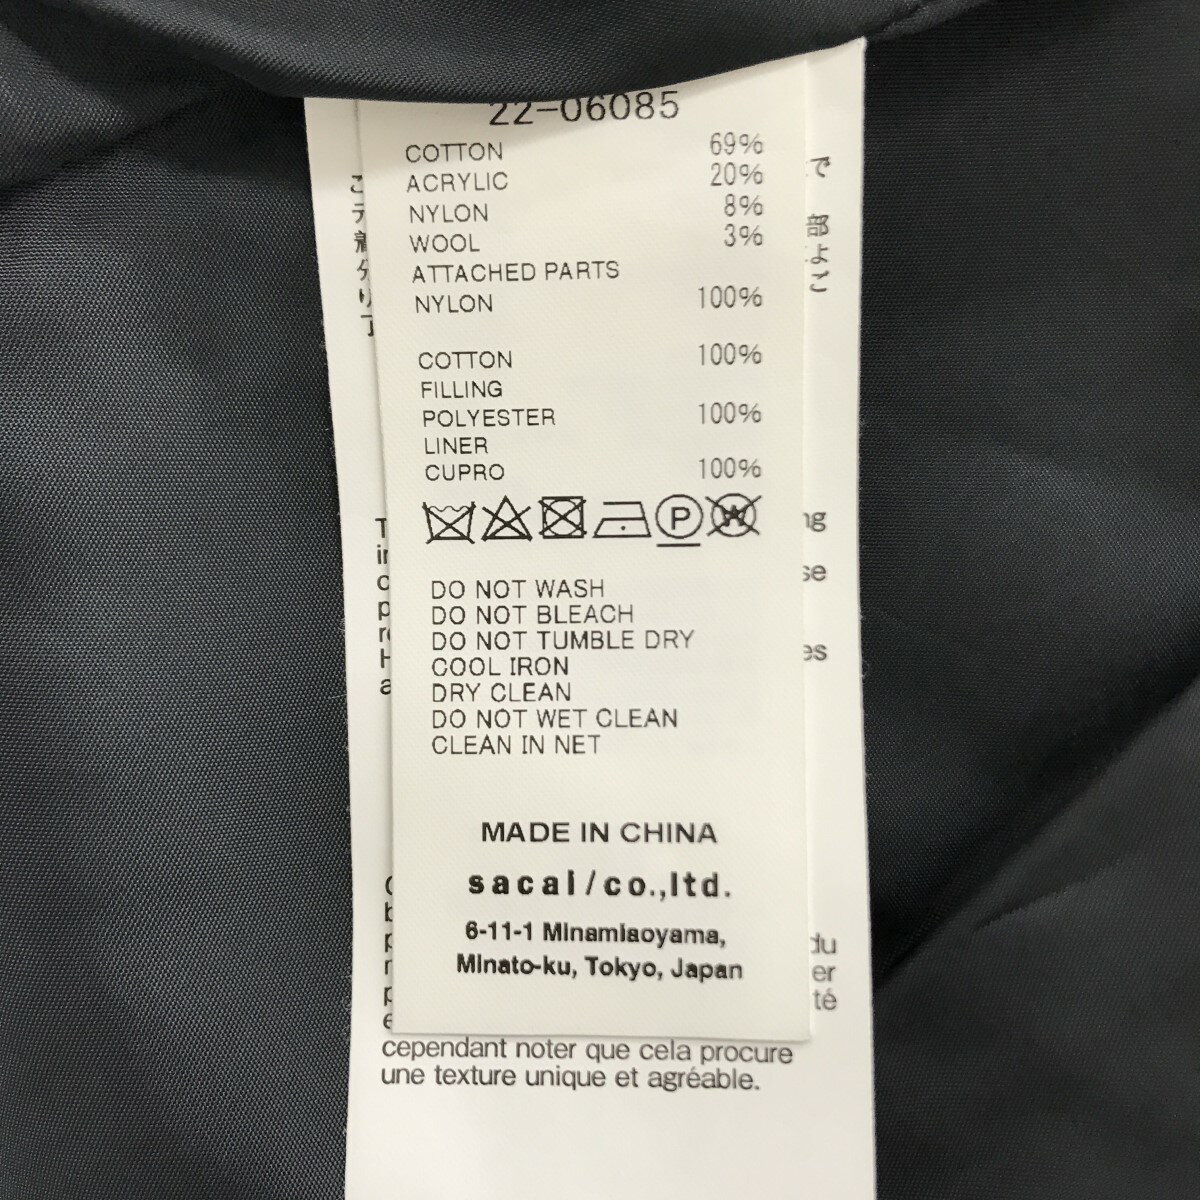 22-06085
COTTON 69%
ACRYLIC 20%
NYLON 8%
WOOL 3%
ATTACHED PARTS
NYLON 100%
COTTON 100%
FILLING
POLYESTER 100%
LINER
CUPRO 100%
P W
DO NOT WASH
DO NOT BLEACH
DO NOT TUMBLE DRY
COOL IRON
DRY CLEAN
DO NOT WET CLEAN
CLEAN IN NET
MADE IN CHINA
sacai/co.,ltd.
6-11-1 Minamiaoyama,
Minato-ku, Tokyo, Japan
cependant noter que cela procure
une texture unique et agréable.